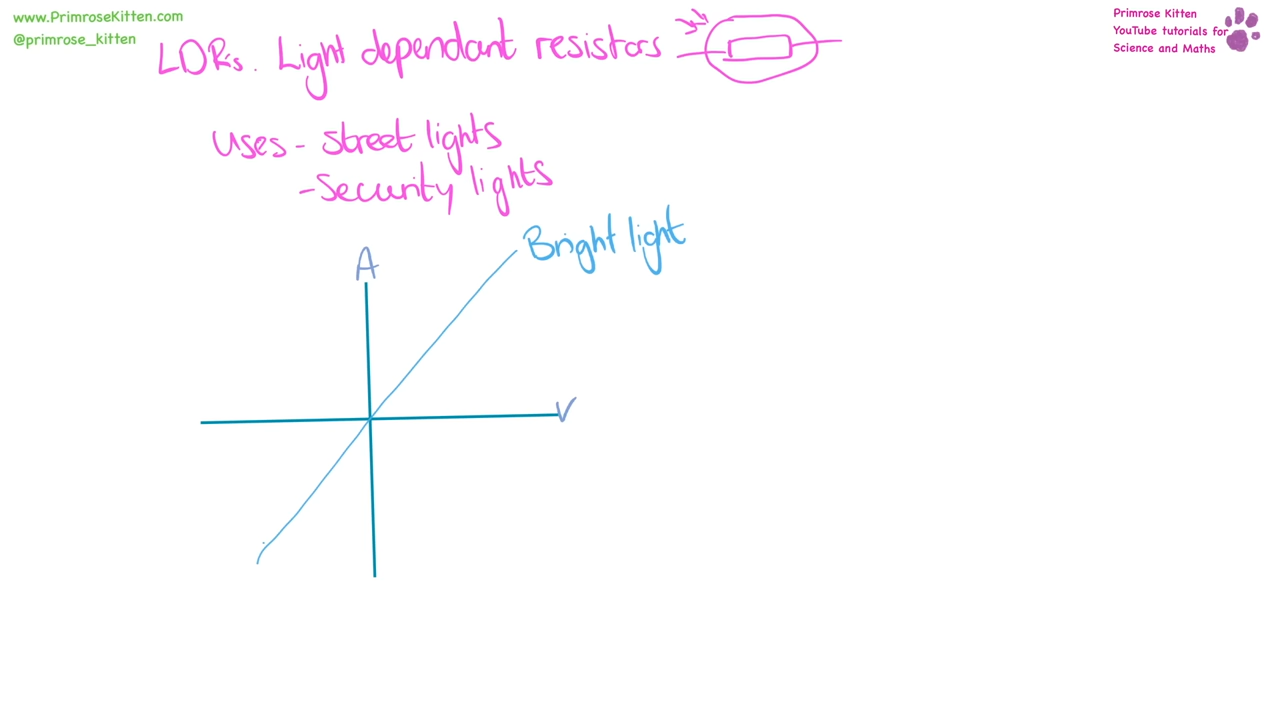 www.PrimroseKitten.com
@primrose_kitten
LDR's. Light dependant resistors
Uses - street lights
- Security lights
Bright light
A
V
Primrose Kitten
YouTube tutorials for
Science and Maths